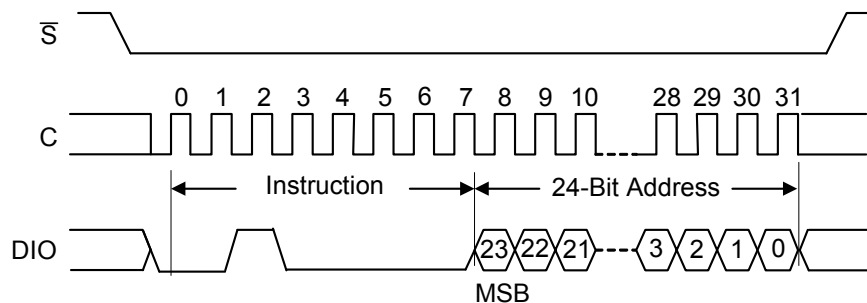 S̅
0 1 2 3 4 5 6 7 8 9 10 28 29 30 31
C
Instruction 24-Bit Address
DIO 23 22 21 3 2 1 0
MSB